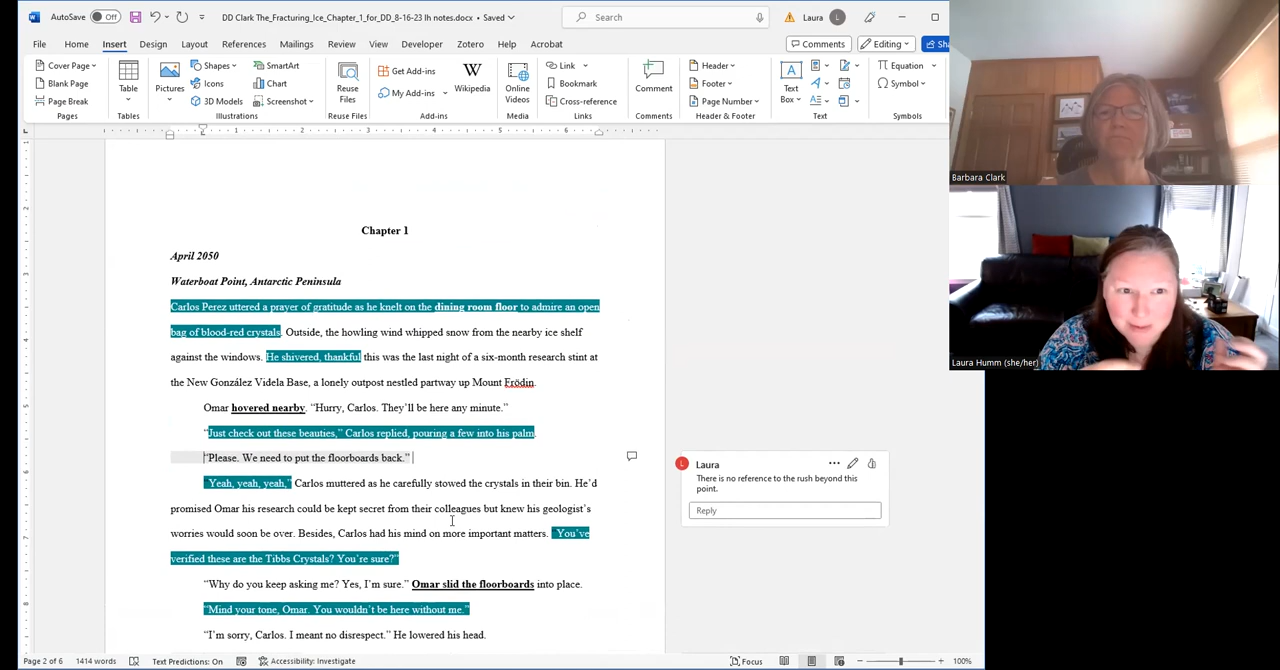 AutoSave Off DD Clark The_Fracturing_Ice_Chapter_1_for_DD_8-16-23 lh notes.docx • Saved Search Laura L
File Home Insert Design Layout References Mailings Review View Developer Zotero Help Acrobat Comments Editing Sha
Cover Page Blank Page Page Break Pages
Table Tables
Pictures Shapes Icons 3D Models SmartArt Chart Screenshot Illustrations
Reuse Files Reuse Files
Get Add-ins My Add-ins Wikipedia Add-ins
Online Videos Media
Link Bookmark Cross-reference Links
Comment Comments
Header Footer Page Number Header & Footer
Text Box Text
Equation Symbol Symbols
Chapter 1
April 2050
Waterboat Point, Antarctic Peninsula
Carlos Perez uttered a prayer of gratitude as he knelt on the dining room floor to admire an open
bag of blood-red crystals. Outside, the howling wind whipped snow from the nearby ice shelf
against the windows. He shivered, thankful this was the last night of a six-month research stint at
the New González Videla Base, a lonely outpost nestled partway up Mount Frödin.
Omar hovered nearby. “Hurry, Carlos. They’ll be here any minute.”
“Just check out these beauties,” Carlos replied, pouring a few into his palm.
“Please. We need to put the floorboards back.”
“Yeah, yeah, yeah,” Carlos muttered as he carefully stowed the crystals in their bin. He’d
promised Omar his research could be kept secret from their colleagues but knew his geologist’s
worries would soon be over. Besides, Carlos had his mind on more important matters. “You’ve
verified these are the Tibbs Crystals? You’re sure?”
“Why do you keep asking me? Yes, I’m sure.” Omar slid the floorboards into place.
“Mind your tone, Omar. You wouldn’t be here without me.”
“I’m sorry, Carlos. I meant no disrespect.” He lowered his head.
L Laura
There is no reference to the rush beyond this
point.
Reply
Barbara Clark
Laura Humm (she/her)
Page 2 of 6 1414 words Text Predictions: On Accessibility: Investigate Focus 100%